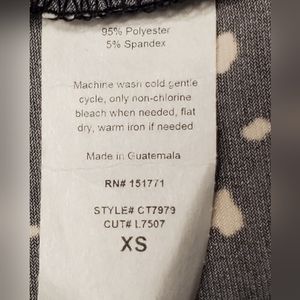 95% Polyester
5% Spandex
Machine wash cold gentle
cycle, only non-chlorine
bleach when needed, flat
dry, warm iron if needed
Made in Guatemala
RN# 151771
STYLE# CT7979
CUT# L7507
XS